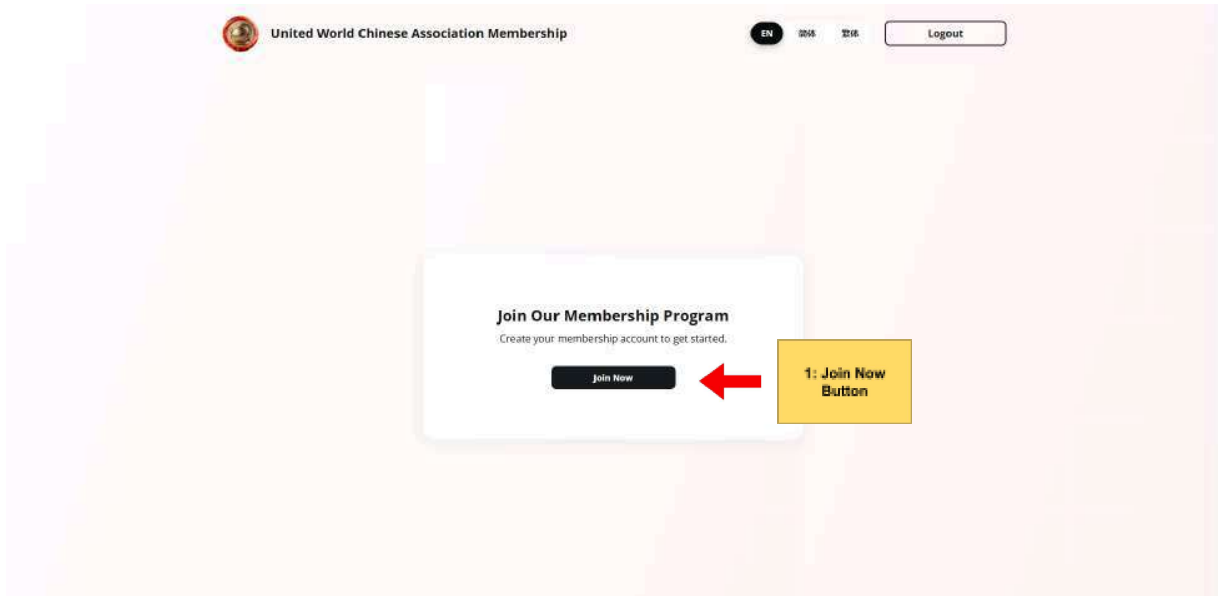 United World Chinese Association Membership
EN 简体 繁体 Logout
Join Our Membership Program
Create your membership account to get started.
Join Now
1: Join Now
Button